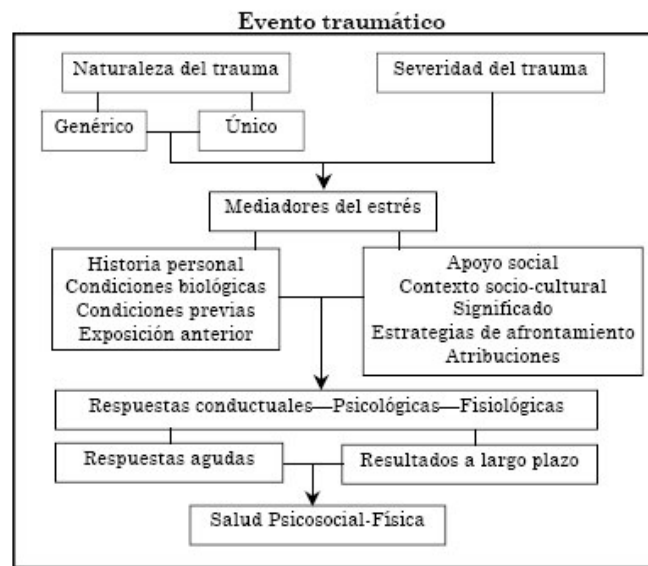 Evento traumático
Naturaleza del trauma
Severidad del trauma
Genérico
Único
Mediadores del estrés
Historia personal
Condiciones biológicas
Condiciones previas
Exposición anterior
Apoyo social
Contexto socio-cultural
Significado
Estrategias de afrontamiento
Atribuciones
Respuestas conductuales—Psicológicas—Fisiológicas
Respuestas agudas
Resultados a largo plazo
Salud Psicosocial-Física